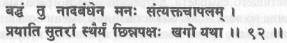 बद्धं तु नादबंधेन मनः संत्यक्तचापलम् ।
प्रयाति सुतरां स्थैर्यं छिन्नपक्षः खगो यथा ॥ ९२ ॥